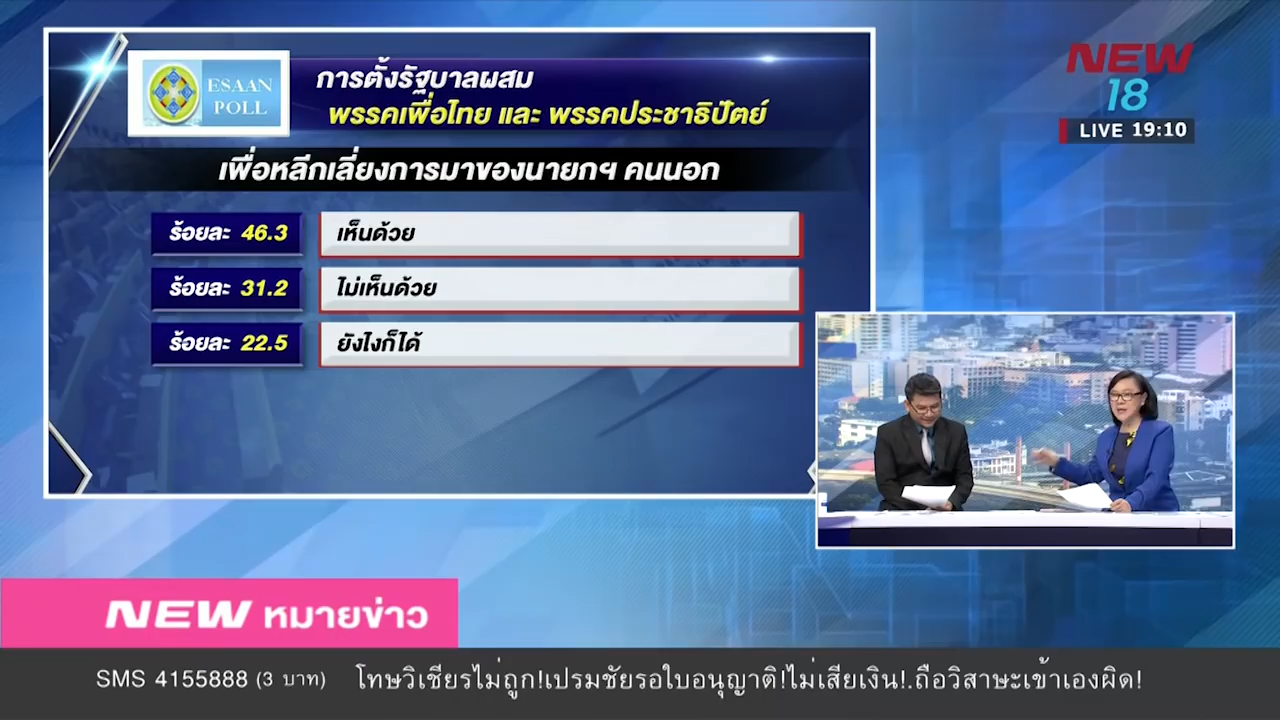 ESAAN
POLL
การตั้งรัฐบาลผสม
พรรคเพื่อไทย และ พรรคประชาธิปัตย์
เพื่อหลีกเลี่ยงการมาของนายกฯ คนนอก
ร้อยละ 46.3 เห็นด้วย
ร้อยละ 31.2 ไม่เห็นด้วย
ร้อยละ 22.5 ยังไงก็ได้
NEW
18
LIVE 19:10
NEW หมายข่าว
SMS 4155888 (3 บาท) โทษวิเชียรไม่ถูก!เปรมชัยรอใบอนุญาติ!ไม่เสียเงิน!.ถือวิสาษะเข้าเองผิด!